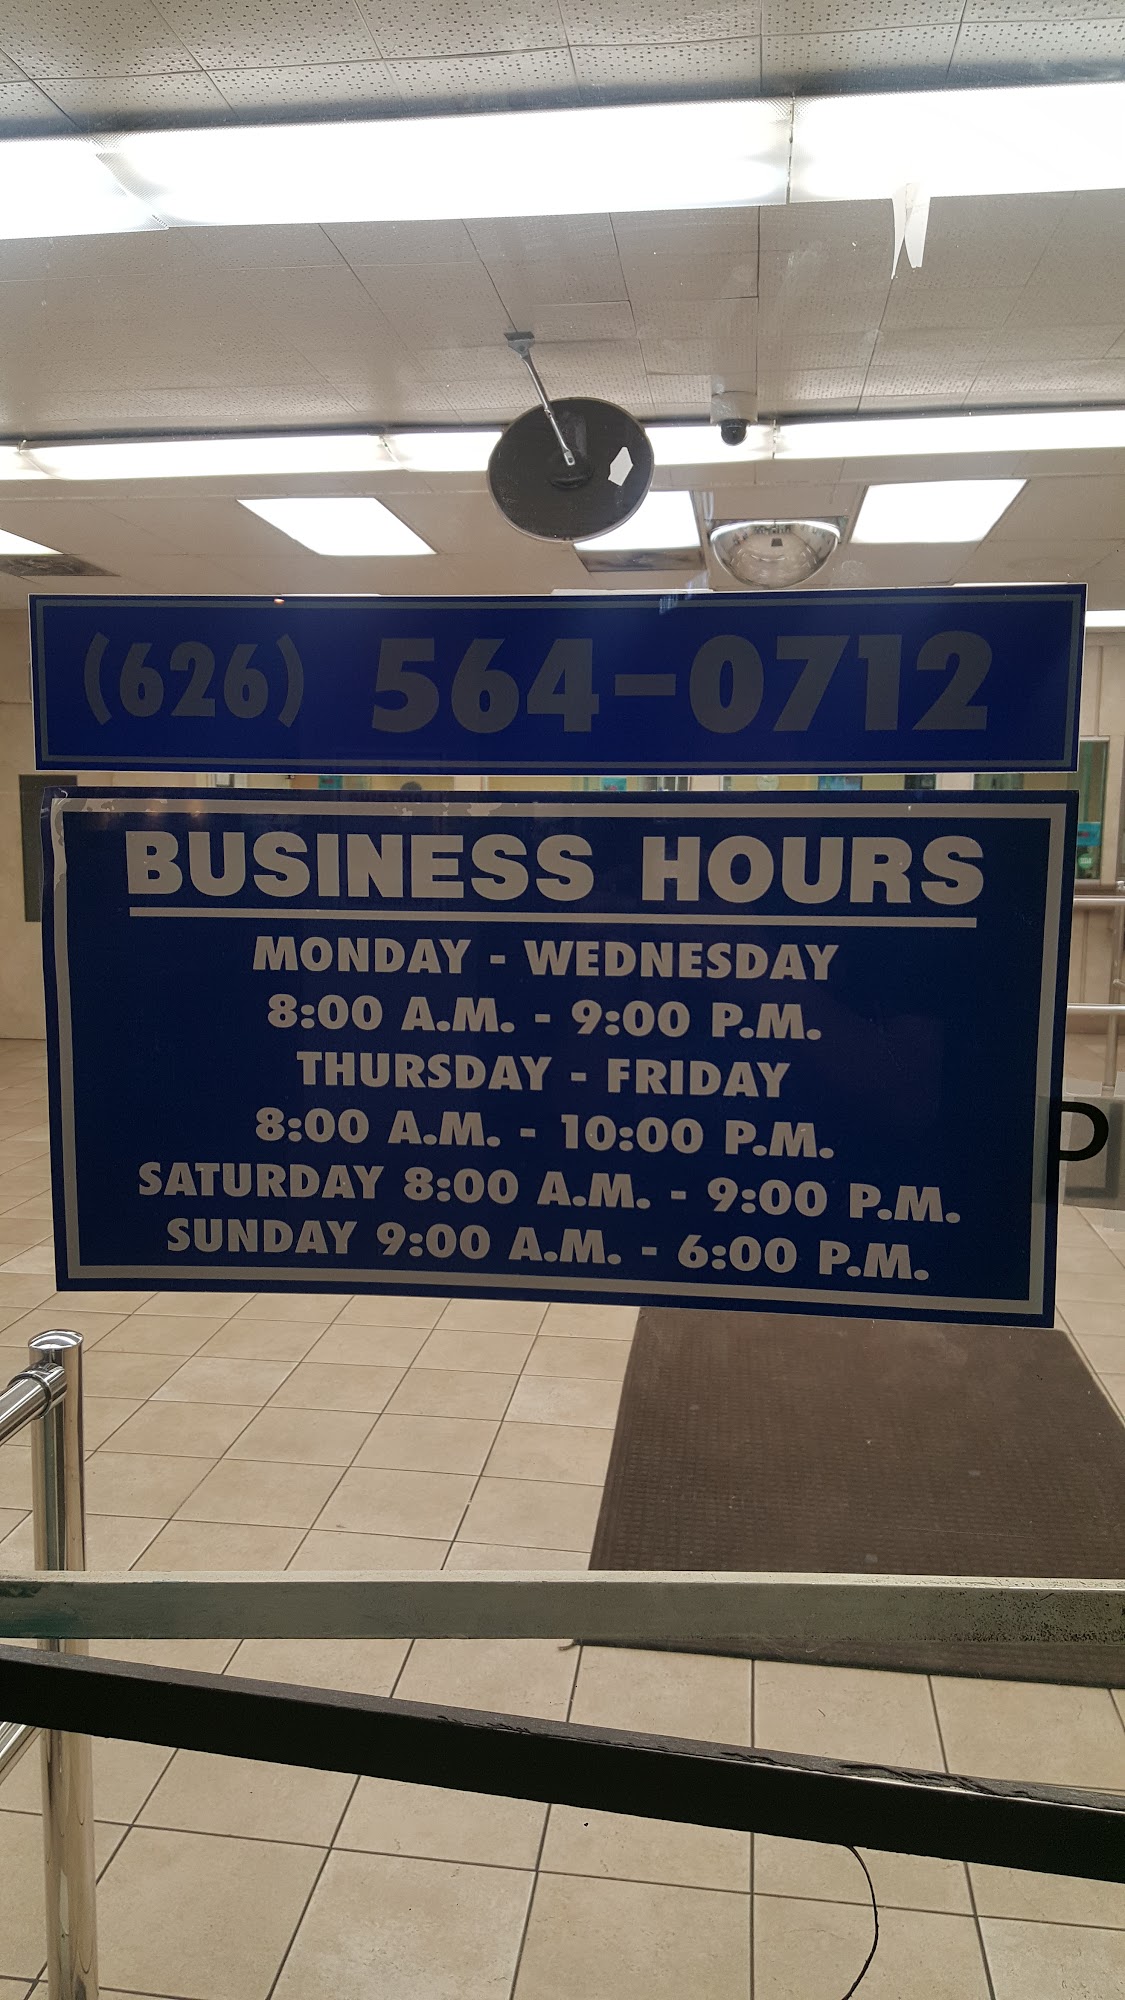 (626) 564-0712
BUSINESS HOURS
MONDAY - WEDNESDAY
8:00 A.M. - 9:00 P.M.
THURSDAY - FRIDAY
8:00 A.M. - 10:00 P.M.
SATURDAY 8:00 A.M. - 9:00 P.M.
SUNDAY 9:00 A.M. - 6:00 P.M.